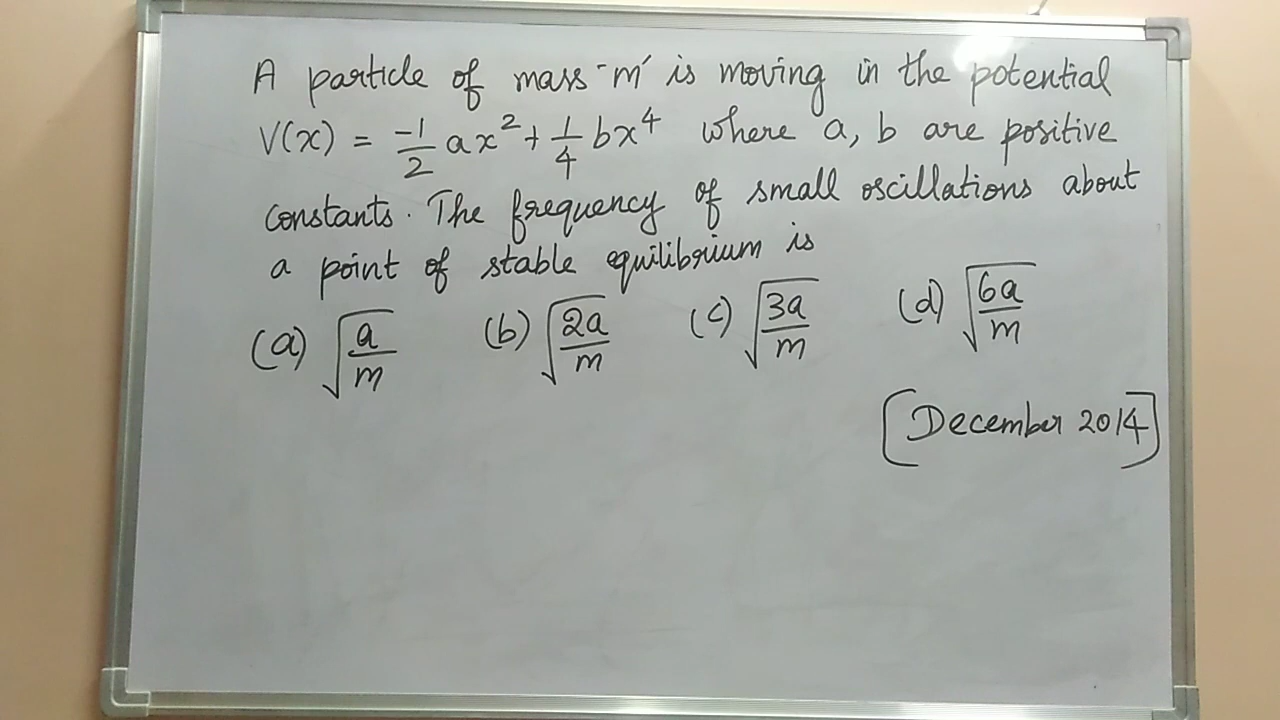 A particle of mass "m" is moving in the potential
V(x) = -1/2 ax² + 1/4 bx⁴ where a, b are positive
constants. The frequency of small oscillations about
a point of stable equilibrium is
(a) √(a/m) (b) √(2a/m) (c) √(3a/m) (d) √(6a/m)
[December 2014]